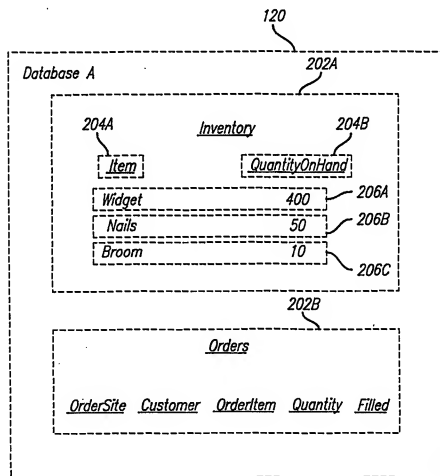 120
202A
Database A
204A Inventory 204B
Item QuantityOnHand
Widget 400 206A
Nails 50 206B
Broom 10 206C
202B
Orders
OrderSite Customer OrderItem Quantity Filled